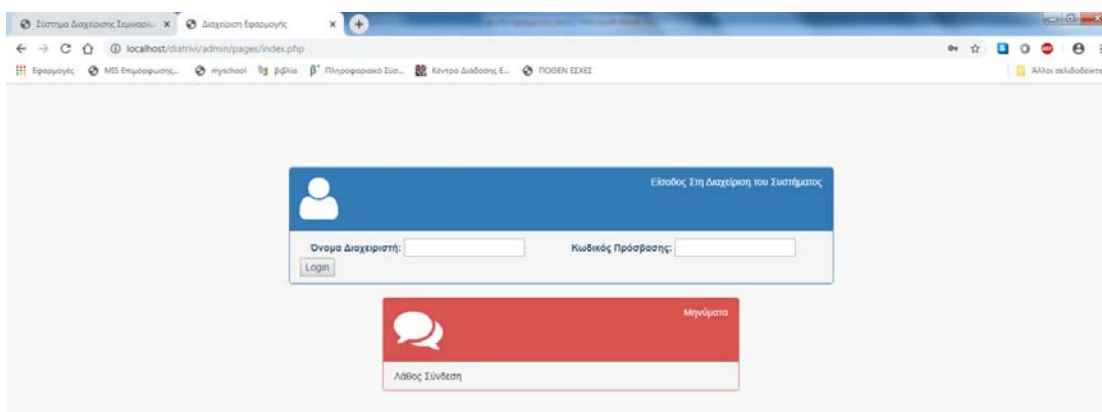 Σύστημα Διαχείρισης Σεμιναρίων
Διαχείριση Εφαρμογής
localhost/diatrivi/admin/pages/index.php
Εφαρμογές MIS Επιμόρφωσης... myschool βιβλία Πληροφοριακό Σύσ... Κέντρο Διάδοσης Ε... ΠΟΘΕΝ ΕΣΧΕΣ
Άλλοι σελιδοδείκτε
Είσοδος Στη Διαχείριση του Συστήματος
Όνομα Διαχειριστή:
Κωδικός Πρόσβασης:
Login
Μηνύματα
Λάθος Σύνδεση